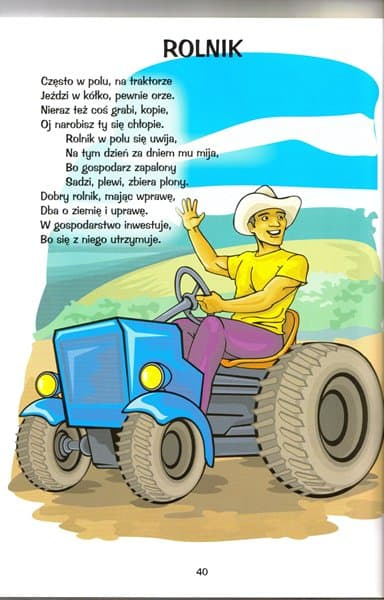 ROLNIK
Często w polu, na traktorze
Jeździ w kółko, pewnie orze.
Nieraz też coś grabi, kopie,
Oj narobisz ty się chłopie.
Rolnik w polu się uwija,
Na tym dzień za dniem mu mija,
Bo gospodarz zapalony
Sadzi, plewi, zbiera plony.
Dobry rolnik, mając wprawę,
Dba o ziemię i uprawę.
W gospodarstwo inwestuje,
Bo się z niego utrzymuje.
40